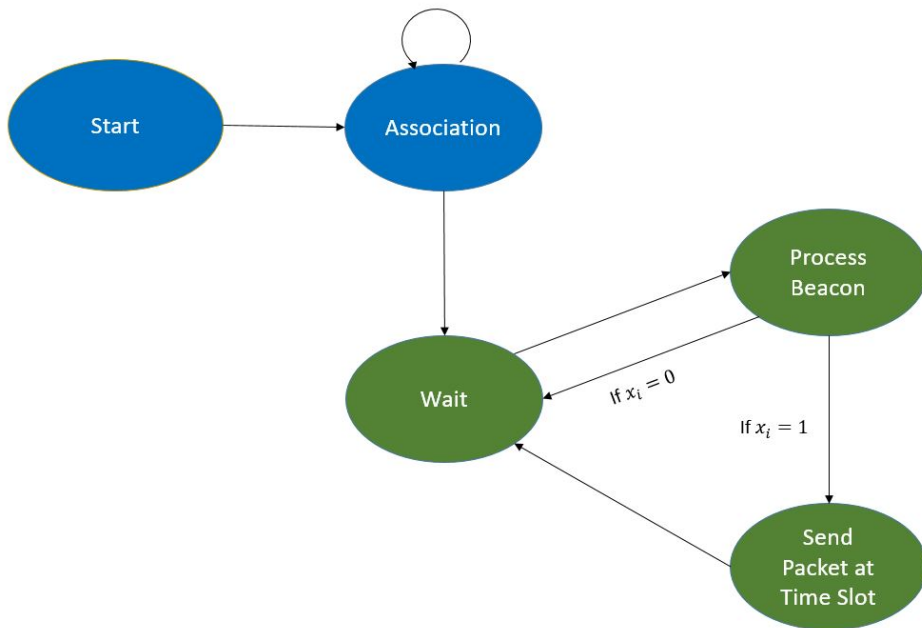 Start
Association
Process
Beacon
Wait
If 𝑥ᵢ = 0
If 𝑥ᵢ = 1
Send
Packet at
Time Slot